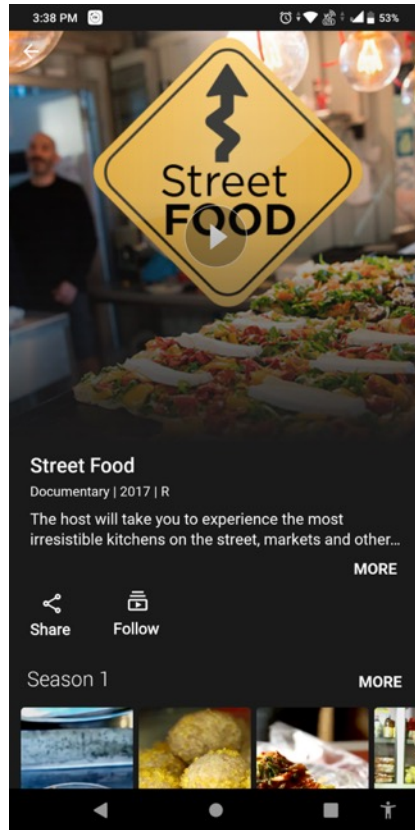 3:38 PM
53%
Street
FOOD
Street Food
Documentary | 2017 | R
The host will take you to experience the most
irresistible kitchens on the street, markets and other...
MORE
Share
Follow
Season 1
MORE